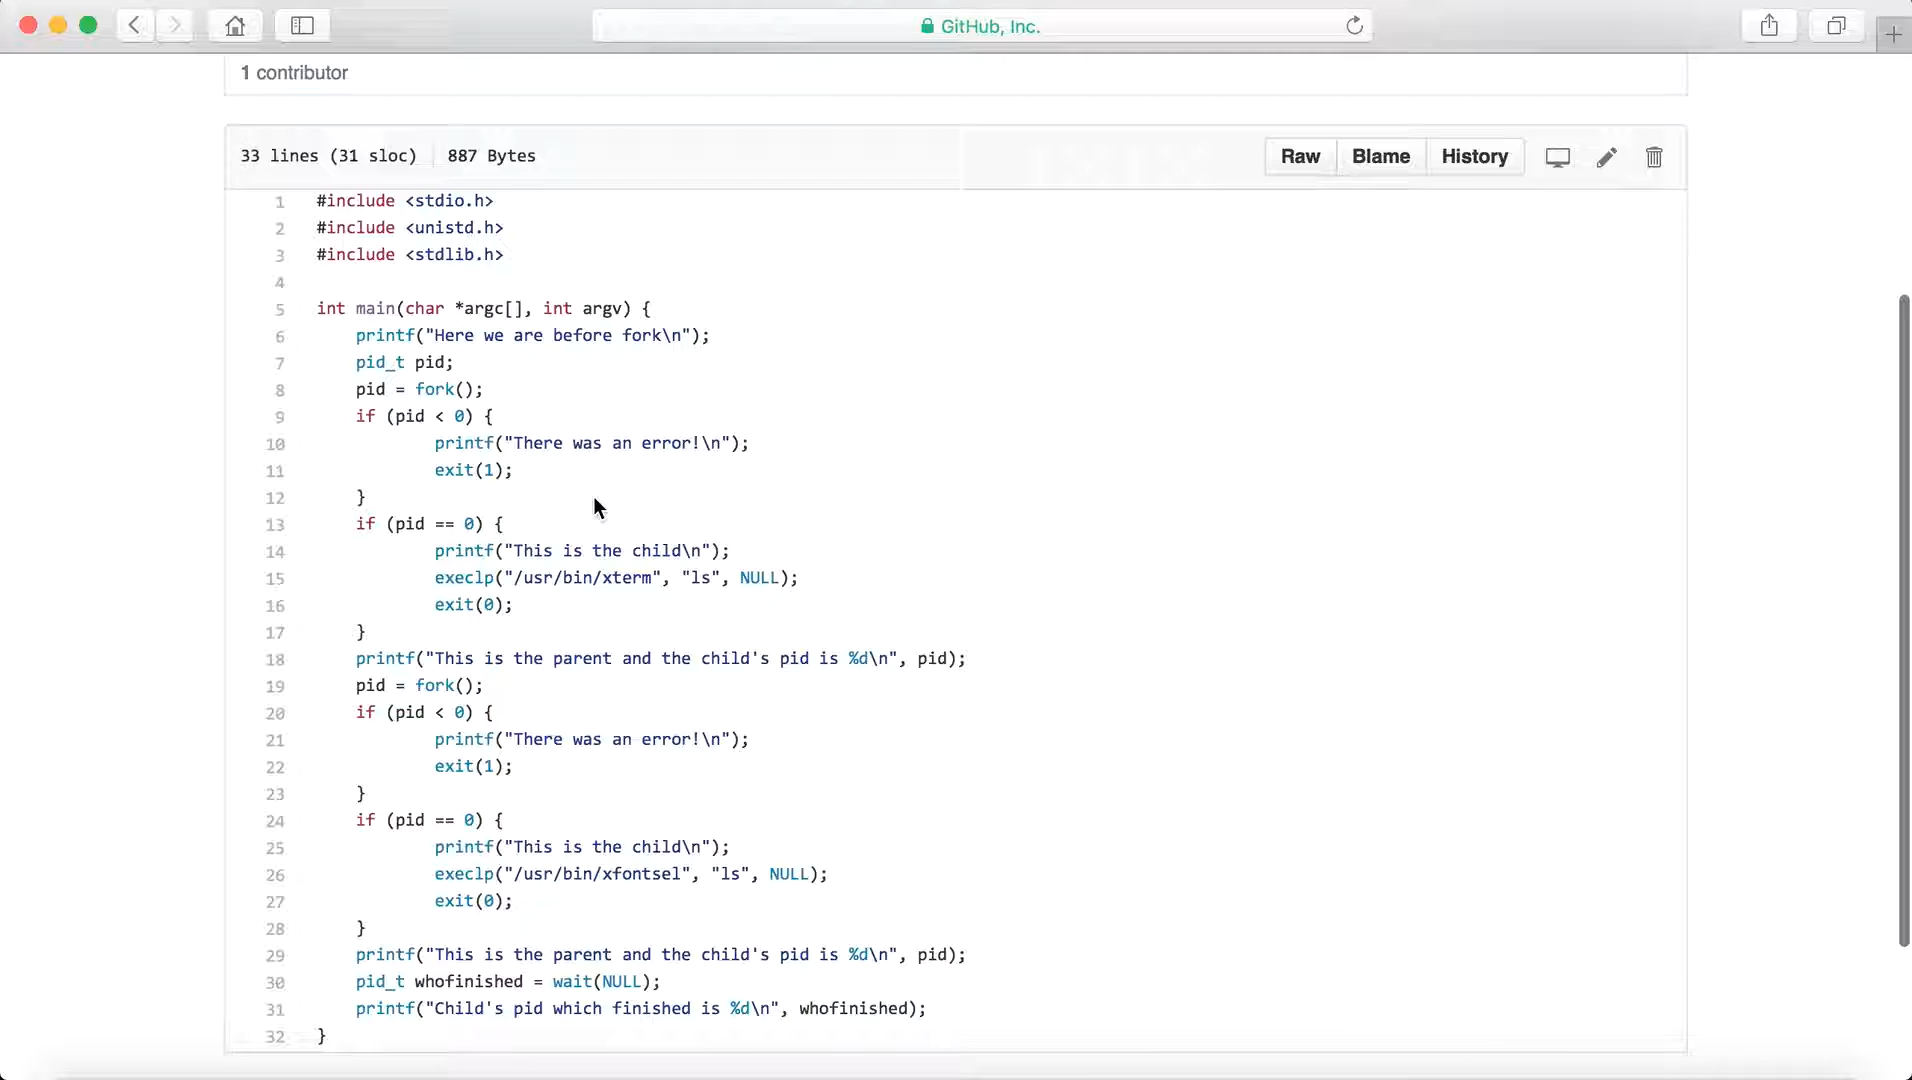 GitHub, Inc.
1 contributor
33 lines (31 sloc) 887 Bytes
Raw Blame History
1 #include <stdio.h>
2 #include <unistd.h>
3 #include <stdlib.h>
4
5 int main(char *argc[], int argv) {
6 printf("Here we are before fork\n");
7 pid_t pid;
8 pid = fork();
9 if (pid < 0) {
10 printf("There was an error!\n");
11 exit(1);
12 }
13 if (pid == 0) {
14 printf("This is the child\n");
15 execlp("/usr/bin/xterm", "ls", NULL);
16 exit(0);
17 }
18 printf("This is the parent and the child's pid is %d\n", pid);
19 pid = fork();
20 if (pid < 0) {
21 printf("There was an error!\n");
22 exit(1);
23 }
24 if (pid == 0) {
25 printf("This is the child\n");
26 execlp("/usr/bin/xfontsel", "ls", NULL);
27 exit(0);
28 }
29 printf("This is the parent and the child's pid is %d\n", pid);
30 pid_t whofinished = wait(NULL);
31 printf("Child's pid which finished is %d\n", whofinished);
32 }